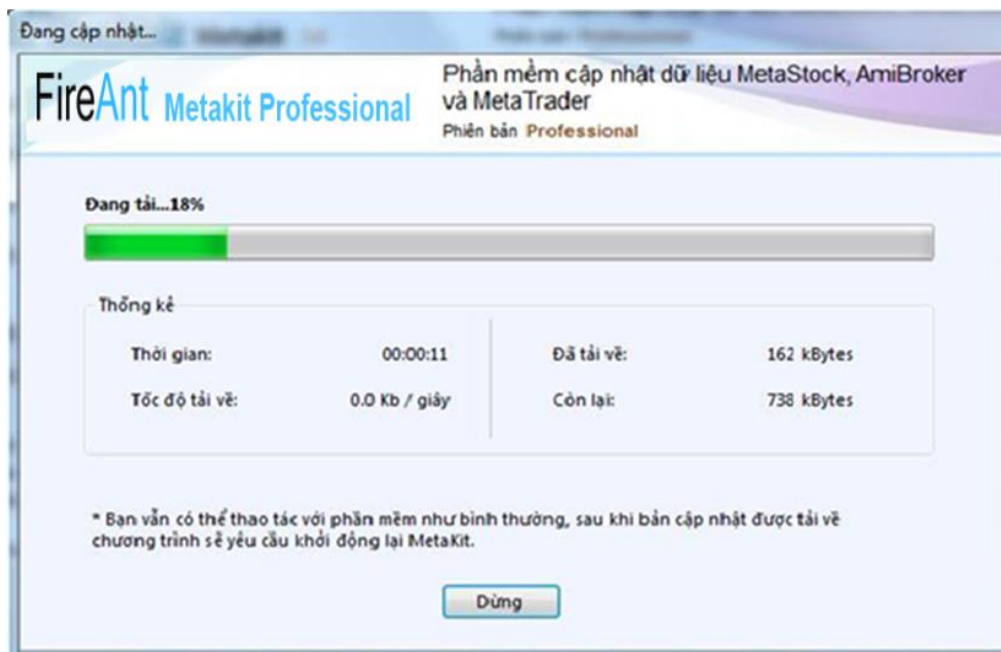 Đang cập nhật...
FireAnt Metakit Professional
Phần mềm cập nhật dữ liệu MetaStock, AmiBroker
và MetaTrader
Phiên bản Professional
Đang tải...18%
Thống kê
Thời gian: 00:00:11 Đã tải về: 162 kBytes
Tốc độ tải về: 0.0 Kb / giây Còn lại: 738 kBytes
* Bạn vẫn có thể thao tác với phần mềm như bình thường, sau khi bản cập nhật được tải về
chương trình sẽ yêu cầu khởi động lại MetaKit.
Dừng